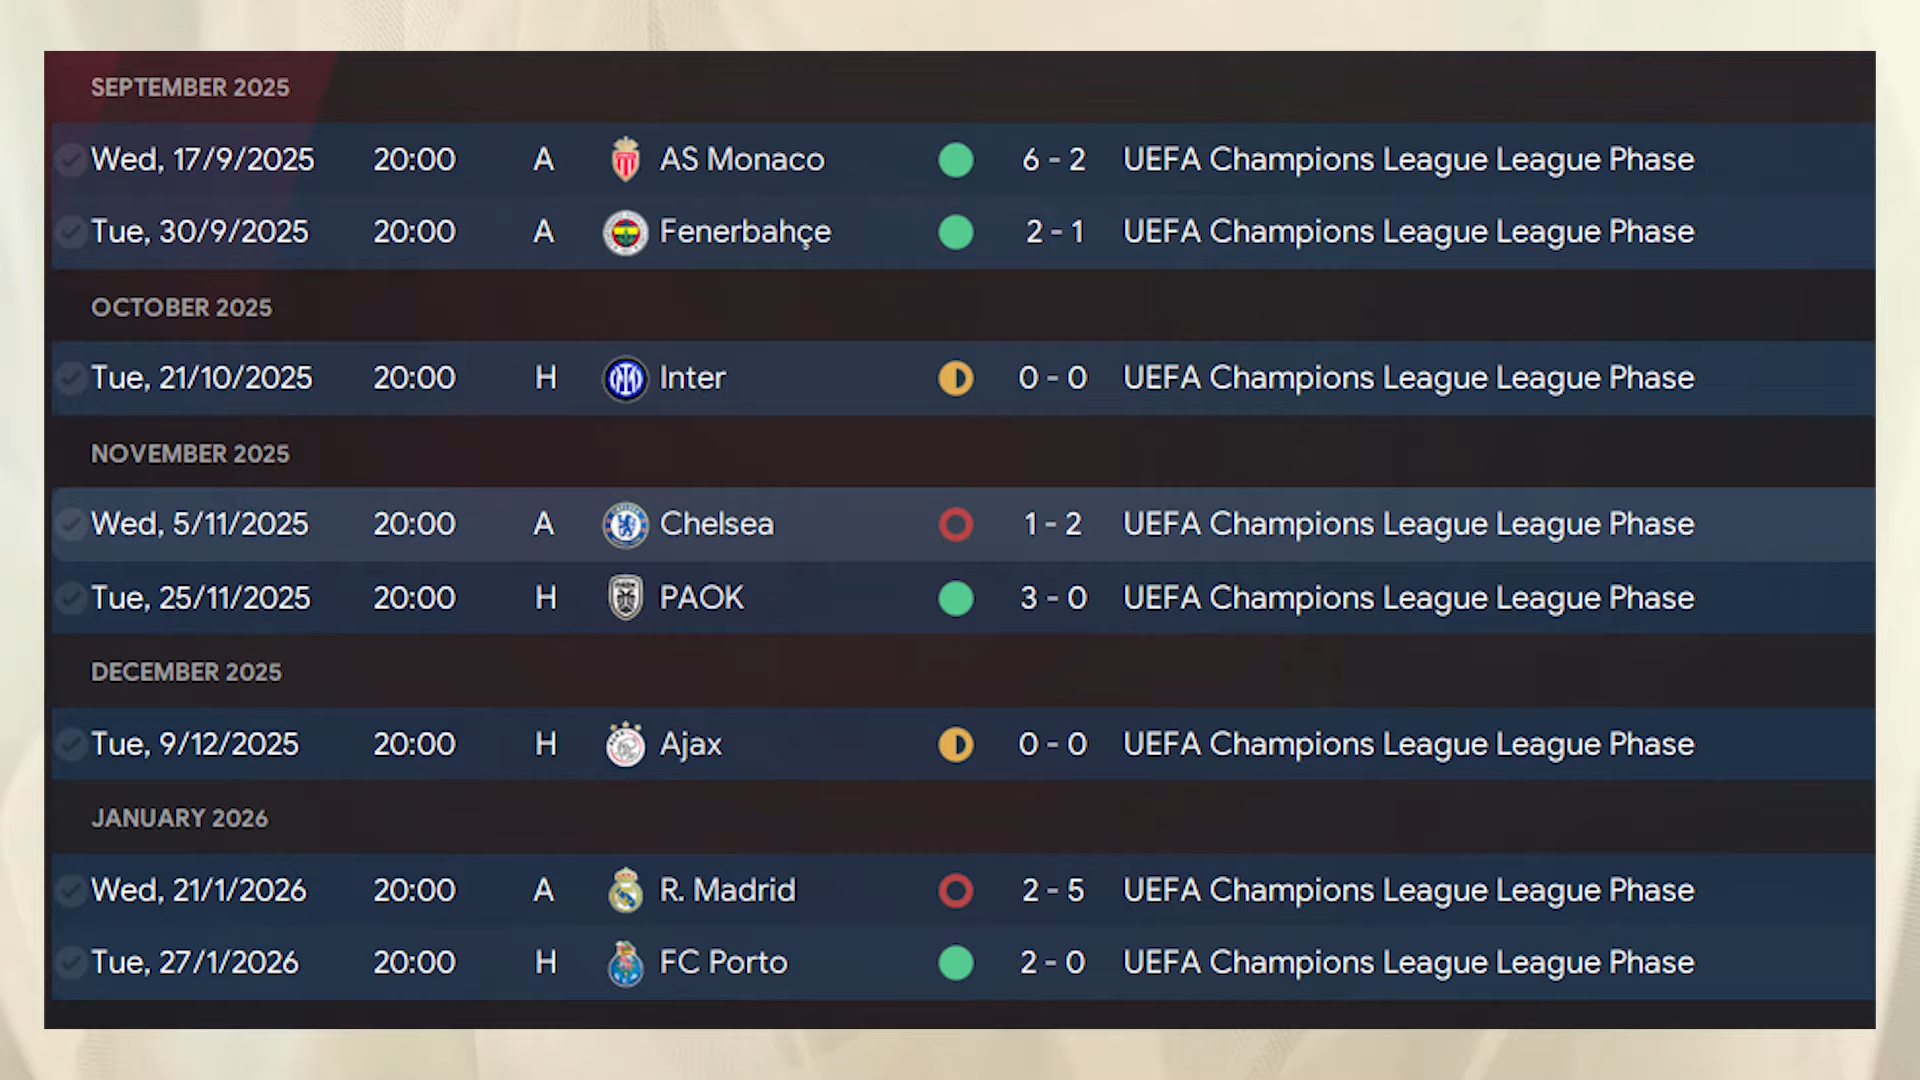 SEPTEMBER 2025
Wed, 17/9/2025 20:00 A AS Monaco 6 - 2 UEFA Champions League League Phase
Tue, 30/9/2025 20:00 A Fenerbahçe 2 - 1 UEFA Champions League League Phase
OCTOBER 2025
Tue, 21/10/2025 20:00 H Inter 0 - 0 UEFA Champions League League Phase
NOVEMBER 2025
Wed, 5/11/2025 20:00 A Chelsea 1 - 2 UEFA Champions League League Phase
Tue, 25/11/2025 20:00 H PAOK 3 - 0 UEFA Champions League League Phase
DECEMBER 2025
Tue, 9/12/2025 20:00 H Ajax 0 - 0 UEFA Champions League League Phase
JANUARY 2026
Wed, 21/1/2026 20:00 A R. Madrid 2 - 5 UEFA Champions League League Phase
Tue, 27/1/2026 20:00 H FC Porto 2 - 0 UEFA Champions League League Phase